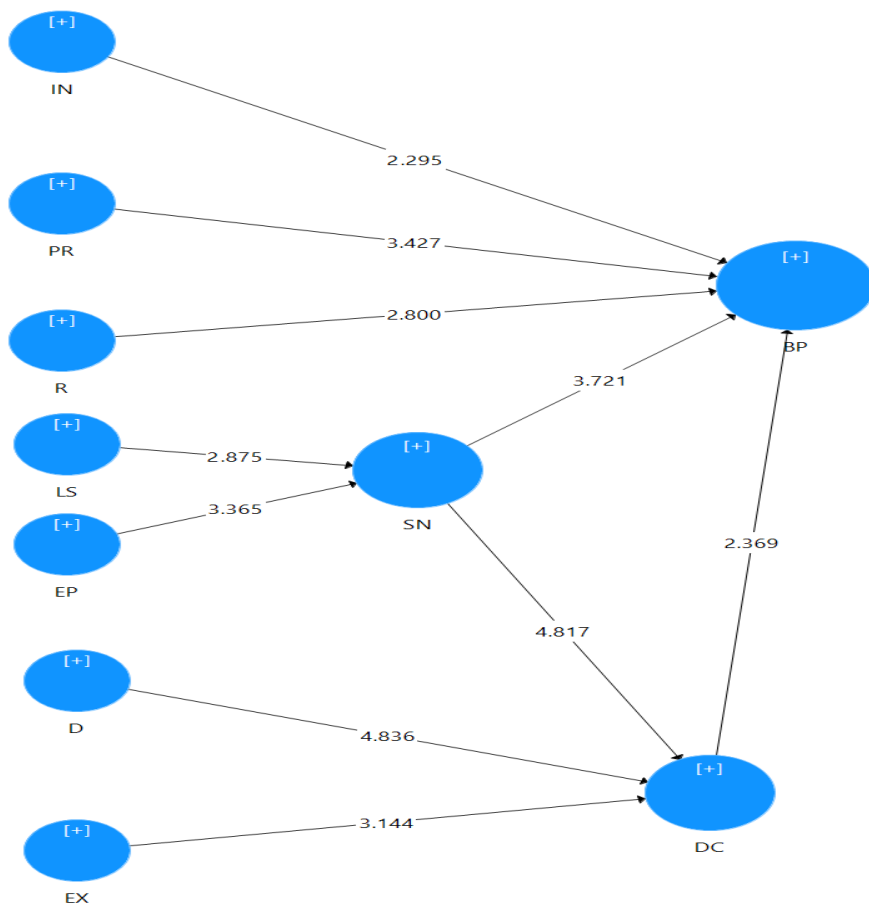 [+]
IN
2.295
[+]
PR
3.427
[+]
BP
[+]
R
2.800
3.721
[+]
LS
2.875
[+]
SN
[+]
EP
3.365
2.369
4.817
[+]
D
4.836
[+]
DC
[+]
EX
3.144